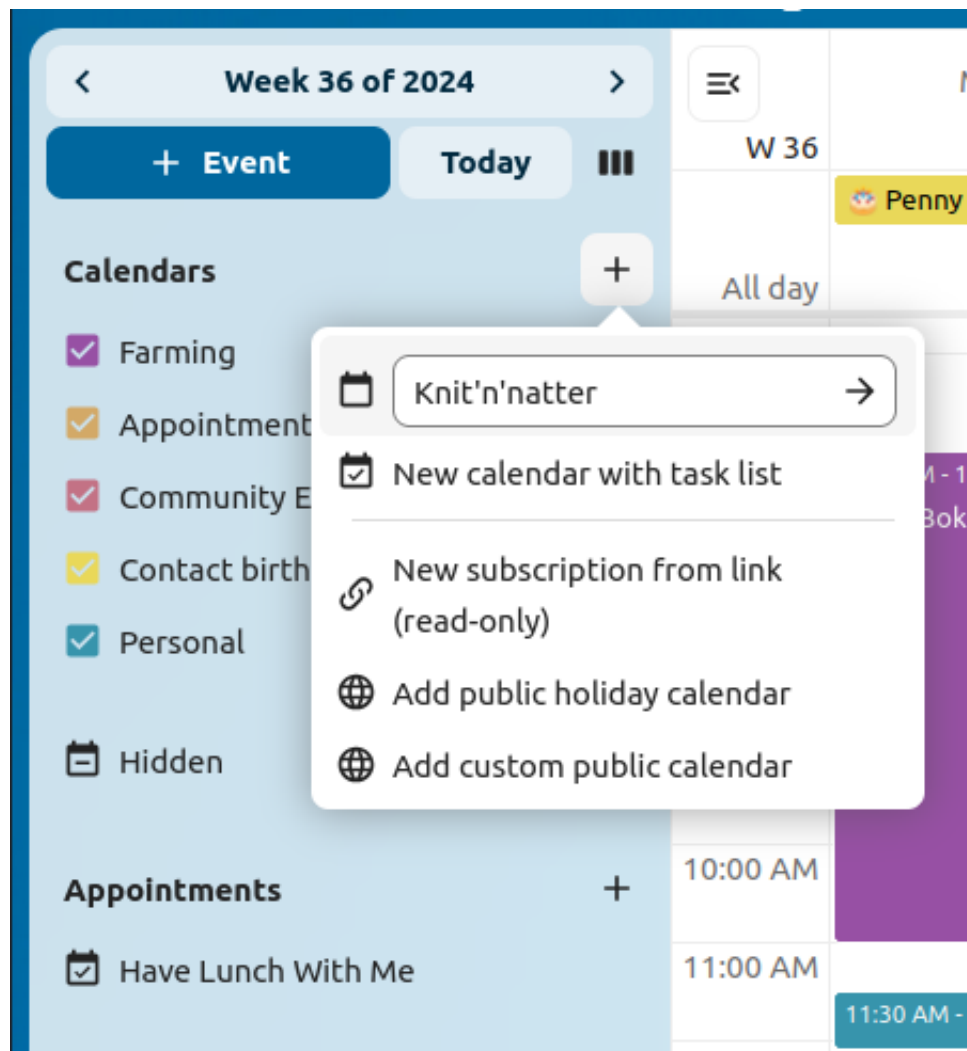 Week 36 of 2024
+ Event
Today
W 36
Penny
Calendars
+
All day
Farming
Appointment
Community E
Contact birth
Personal
Hidden
Knit'n'natter
New calendar with task list
New subscription from link
(read-only)
Add public holiday calendar
Add custom public calendar
Bok
10:00 AM
Appointments
+
Have Lunch With Me
11:00 AM
11:30 AM -